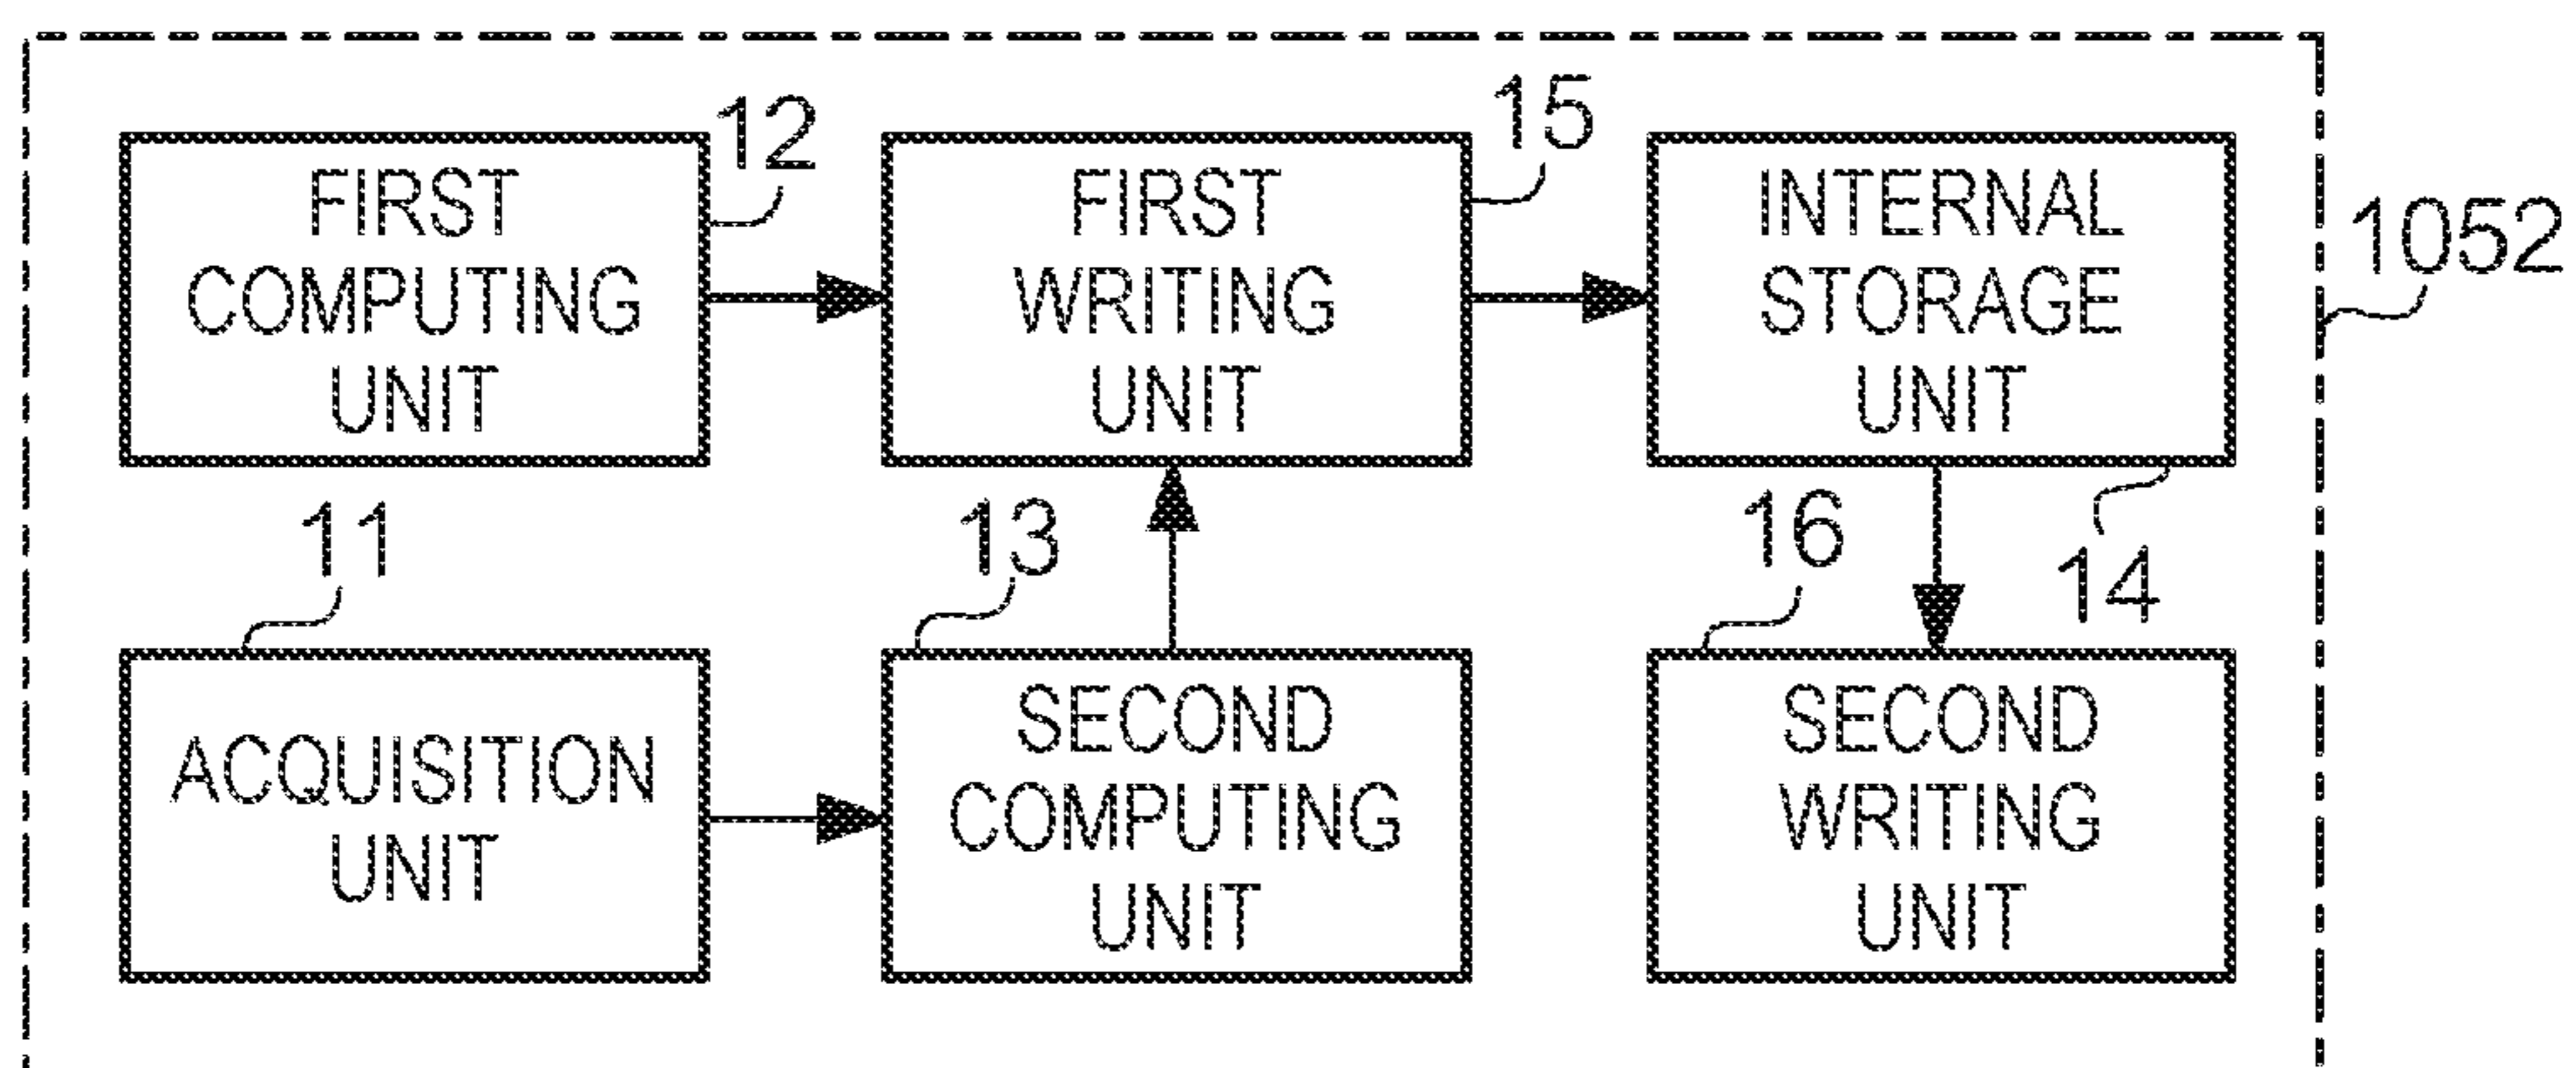 12
15
FIRST
COMPUTING
UNIT
FIRST
WRITING
UNIT
INTERNAL
STORAGE
UNIT
1052
11
13
16
14
ACQUISITION
UNIT
SECOND
COMPUTING
UNIT
SECOND
WRITING
UNIT